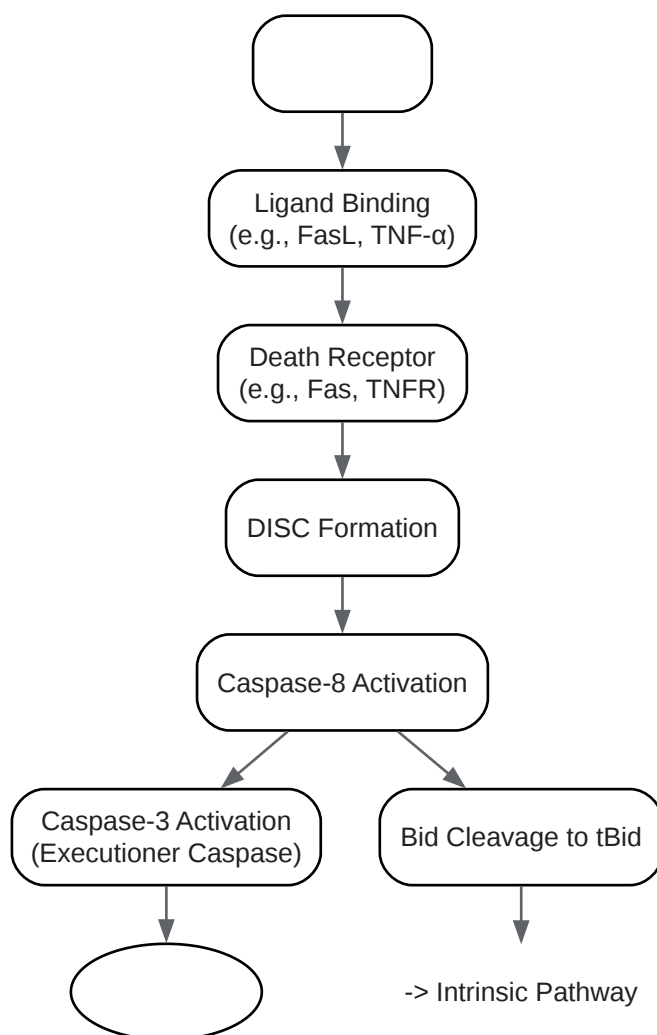 Ligand Binding
(e.g., FasL, TNF-α)
Death Receptor
(e.g., Fas, TNFR)
DISC Formation
Caspase-8 Activation
Caspase-3 Activation
(Executioner Caspase)
Bid Cleavage to tBid
-> Intrinsic Pathway